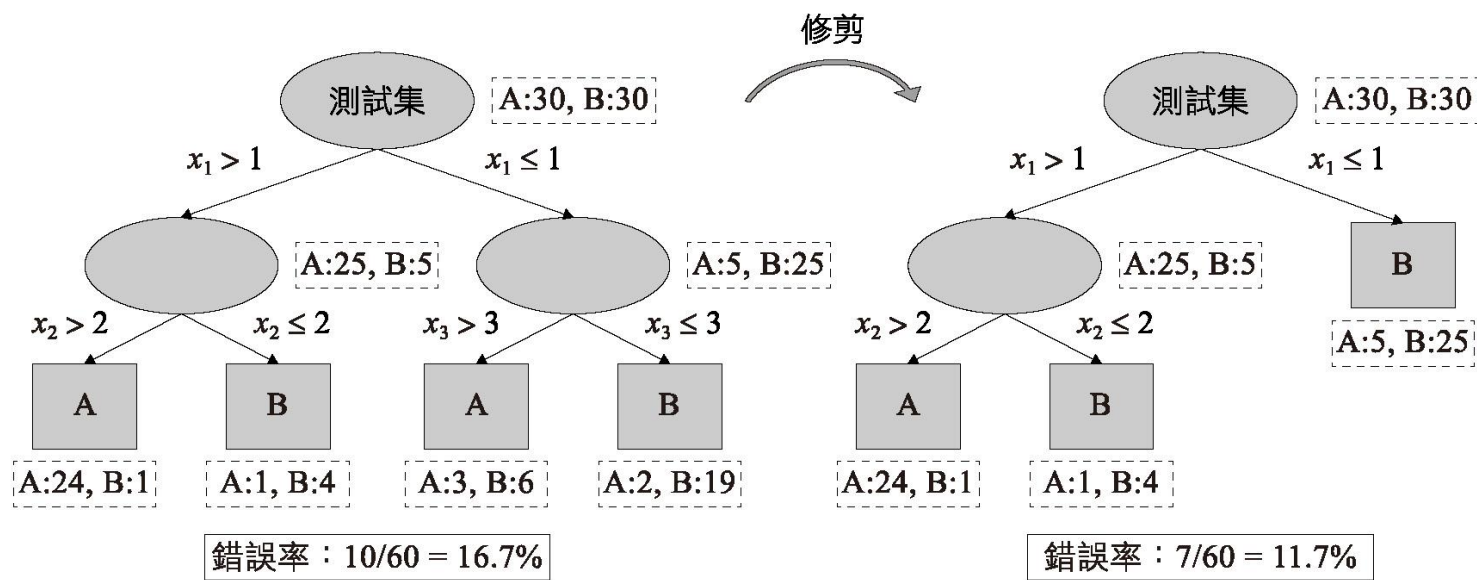 修剪
測試集
A:30, B:30
x₁ > 1
x₁ ≤ 1
A:25, B:5
A:5, B:25
x₂ > 2
x₂ ≤ 2
x₃ > 3
x₃ ≤ 3
A
B
A
B
A:24, B:1
A:1, B:4
A:3, B:6
A:2, B:19
錯誤率：10/60 = 16.7%
測試集
A:30, B:30
x₁ > 1
x₁ ≤ 1
A:25, B:5
B
A:5, B:25
x₂ > 2
x₂ ≤ 2
A
B
A:24, B:1
A:1, B:4
錯誤率：7/60 = 11.7%